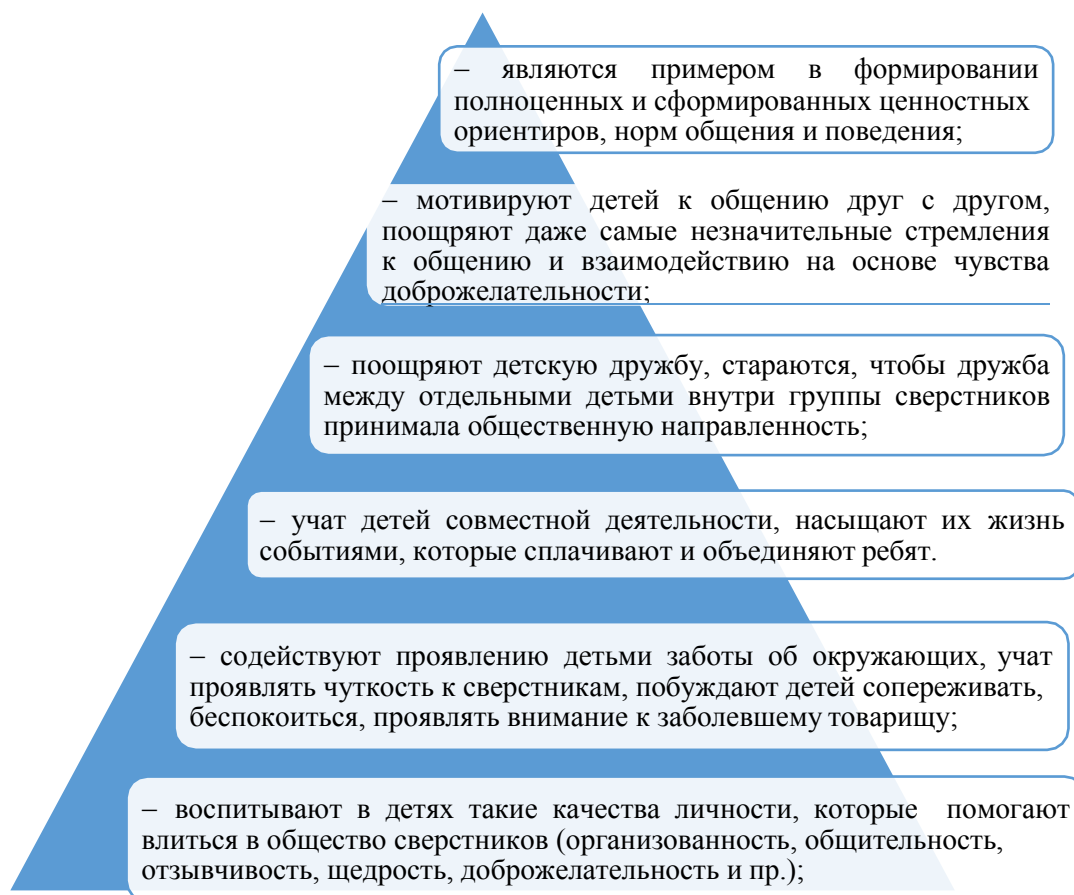 – являются примером в формировании
полноценных и сформированных ценностных
ориентиров, норм общения и поведения;
– мотивируют детей к общению друг с другом,
поощряют даже самые незначительные стремления
к общению и взаимодействию на основе чувства
доброжелательности;
– поощряют детскую дружбу, стараются, чтобы дружба
между отдельными детьми внутри группы сверстников
принимала общественную направленность;
– учат детей совместной деятельности, насыщают их жизнь
событиями, которые сплачивают и объединяют ребят.
– содействуют проявлению детьми заботы об окружающих, учат
проявлять чуткость к сверстникам, побуждают детей сопереживать,
беспокоиться, проявлять внимание к заболевшему товарищу;
– воспитывают в детях такие качества личности, которые помогают
влиться в общество сверстников (организованность, общительность,
отзывчивость, щедрость, доброжелательность и пр.);